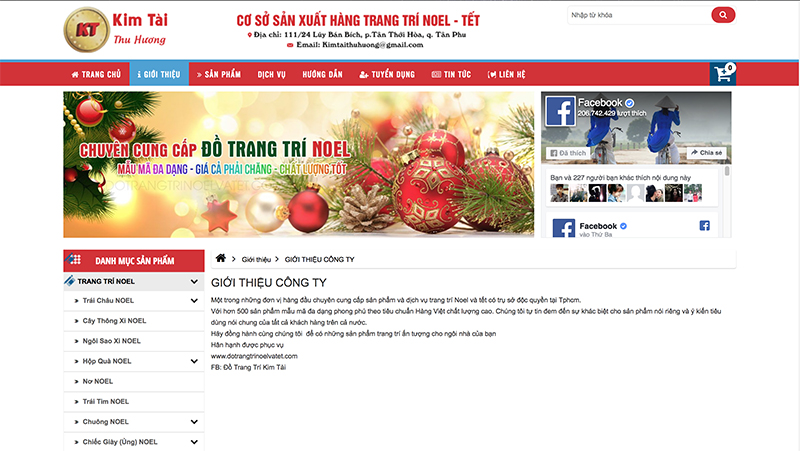 KT
Kim Tài
Thu Hương
CƠ SỞ SẢN XUẤT HÀNG TRANG TRÍ NOEL - TẾT
Địa chỉ: 111/24 Lũy Bán Bích, p.Tân Thới Hòa, q. Tân Phu
Email: Kimtaithuhuong@gmail.com
Nhập từ khóa
TRANG CHỦ
GIỚI THIỆU
SẢN PHẨM
DỊCH VỤ
HƯỚNG DẪN
TUYỂN DỤNG
TIN TỨC
LIÊN HỆ
0
CHUYÊN CUNG CẤP ĐỒ TRANG TRÍ NOEL
MẪU MÃ ĐA DẠNG - GIÁ CẢ PHẢI CHĂNG - CHẤT LƯỢNG TỐT
DOTRANGTRINOELVATET.COM
Facebook
206.742.429 lượt thích
Đã thích
Chia sẻ
Bạn và 227 người bạn khác thích nội dung này
Facebook
vào Thứ Ba
DANH MỤC SẢN PHẨM
TRANG TRÍ NOEL
Trái Châu NOEL
Cây Thông Xi NOEL
Ngôi Sao Xi NOEL
Hộp Quà NOEL
Nơ NOEL
Trái Tim NOEL
Chuông NOEL
Chiếc Giày (Ủng) NOEL
Giới thiệu
GIỚI THIỆU CÔNG TY
GIỚI THIỆU CÔNG TY
Một trong những đơn vị hàng đầu chuyên cung cấp sản phẩm và dịch vụ trang trí Noel và tết có trụ sở độc quyền tại Tphcm.
Với hơn 500 sản phẩm mẫu mã đa dạng phong phú theo tiêu chuẩn Hàng Việt chất lượng cao. Chúng tôi tự tin đem đến sự khác biệt cho sản phẩm nói riêng và ý kiến tiêu
dùng nói chung của tất cả khách hàng trên cả nước.
Hãy đồng hành cùng chúng tôi để có những sản phẩm trang trí ấn tượng cho ngôi nhà của bạn
Hân hạnh được phục vụ
www.dotrangtrinoelvatet.com
FB: Đồ Trang Trí Kim Tài